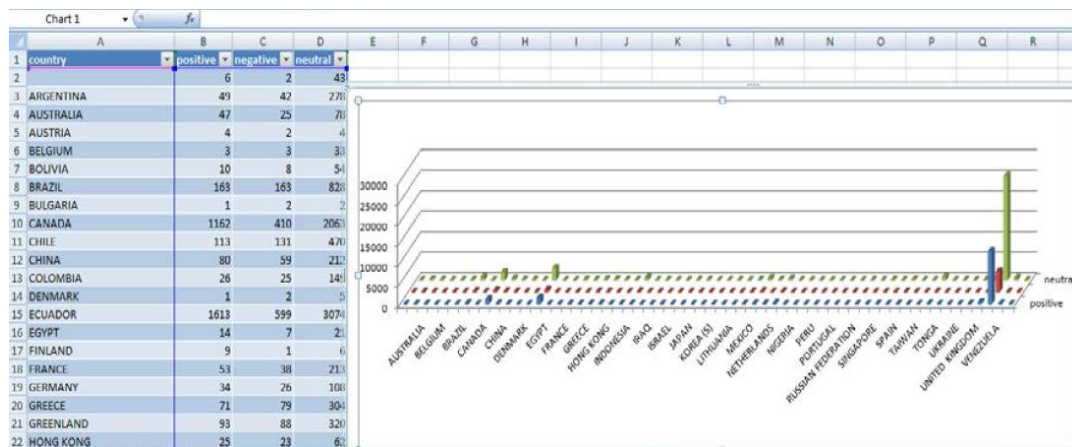 Chart 1 fx
A B C D E F G H I J K L M N O P Q R
1 country positive negative neutral
2 6 2 43
3 ARGENTINA 49 42 278
4 AUSTRALIA 47 25 78
5 AUSTRIA 4 2 4
6 BELGIUM 3 3 33
7 BOLIVIA 10 8 54
8 BRAZIL 163 163 828
9 BULGARIA 1 2 2
10 CANADA 1162 410 2063
11 CHILE 113 131 470
12 CHINA 80 59 212
13 COLOMBIA 26 25 149
14 DENMARK 1 2 5
15 ECUADOR 1613 599 3074
16 EGYPT 14 7 21
17 FINLAND 9 1 6
18 FRANCE 53 38 213
19 GERMANY 34 26 108
20 GREECE 71 79 304
21 GREENLAND 93 88 320
22 HONG KONG 25 23 62
30000
25000
20000
15000
10000
5000
0
neutra
positive
AUSTRALIA
BELGIUM
BRAZIL
CANADA
CHINA
DENMARK
EGYPT
FRANCE
GREECE
HONG KONG
INDONESIA
IRAQ
ISRAEL
JAPAN
KOREA (S)
LITHUANIA
MEXICO
NETHERLANDS
NIGERIA
PERU
PORTUGAL
RUSSIAN FEDERATION
SINGAPORE
SPAIN
TAIWAN
TONGA
UKRAINE
UNITED KINGDOM
VENEZUELA